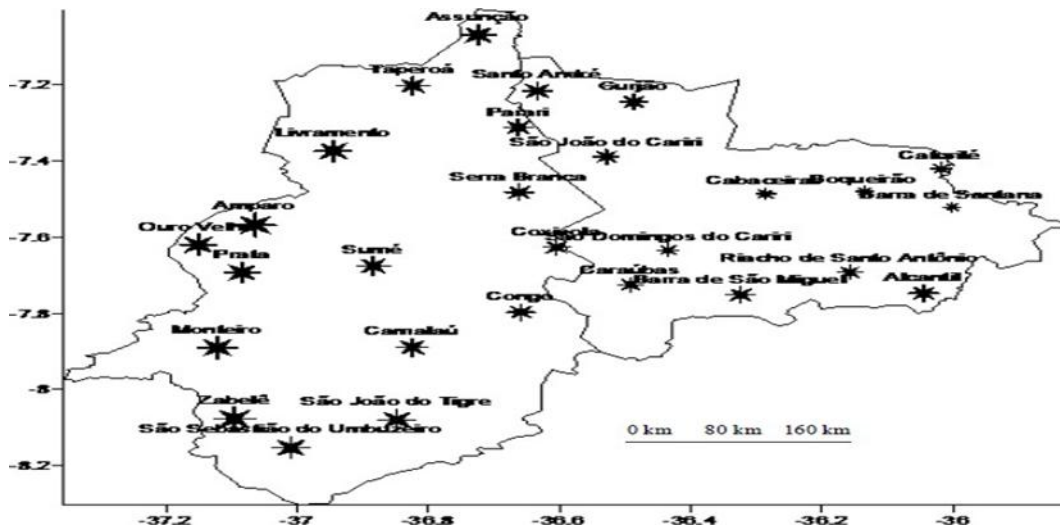 Assunção
-7.2
Taperoá
Santo André
Gurjão
Parari
Livramento
São João do Cariri
-7.4
Serra Branca
Cabaceiras
Boqueirão
Barra de Santana
Amparo
Ouro Velho
-7.6
Prata
Sumé
Coxixola
São Domingos do Cariri
Caraúbas
Riacho de Santo Antônio
Barra de São Miguel
Alcantil
Congo
-7.8
Monteiro
Camalaú
-8
Zabelê
São João do Tigre
São Sebastião do Umbuzeiro
0 km 80 km 160 km
-8.2
-37.2 -37 -36.8 -36.6 -36.4 -36.2 -36